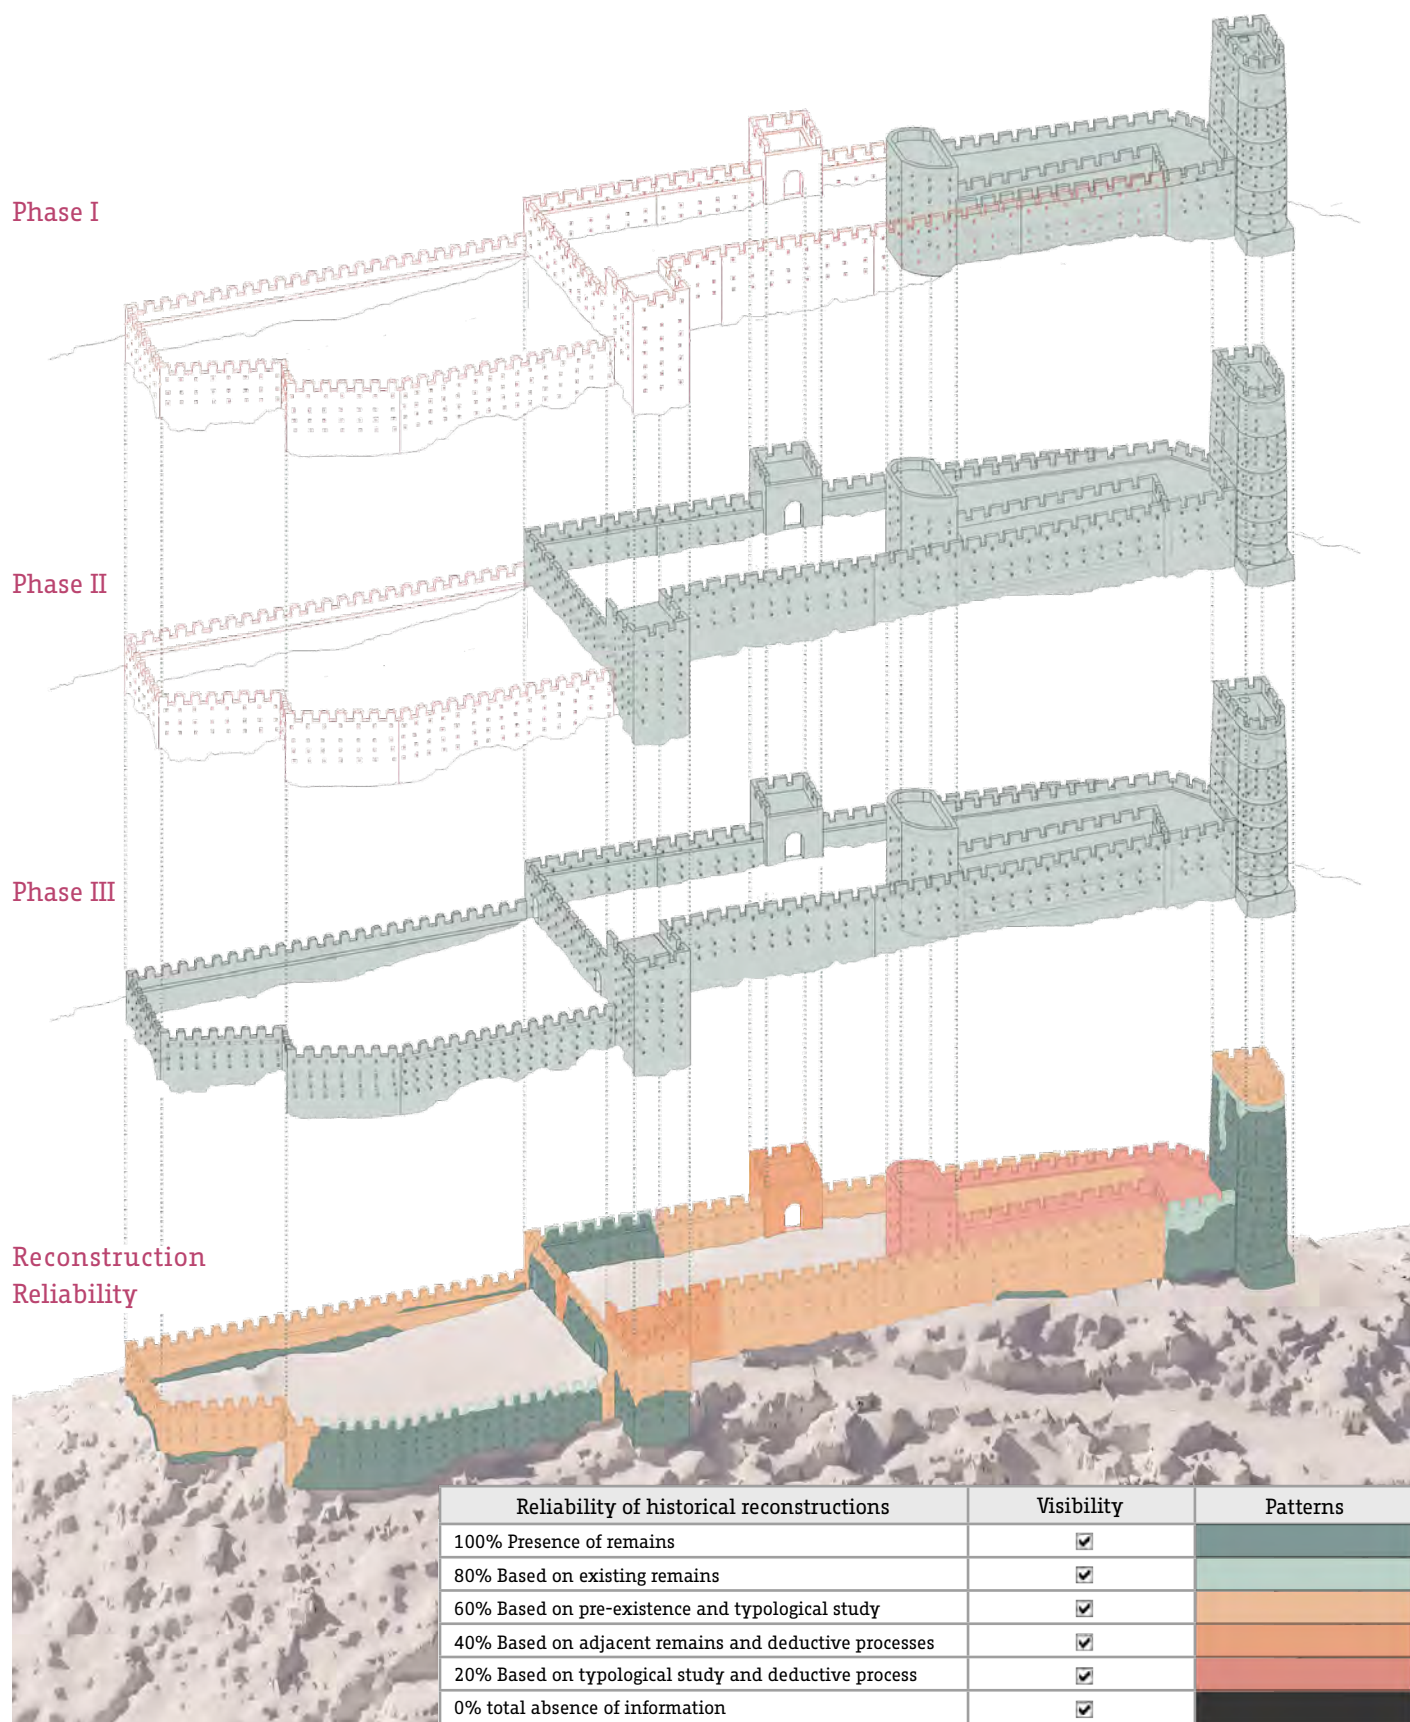 Phase I
Phase II
Phase III
Reconstruction
Reliability
Reliability of historical reconstructions Visibility Patterns
100% Presence of remains
80% Based on existing remains
60% Based on pre-existence and typological study
40% Based on adjacent remains and deductive processes
20% Based on typological study and deductive process
0% total absence of information